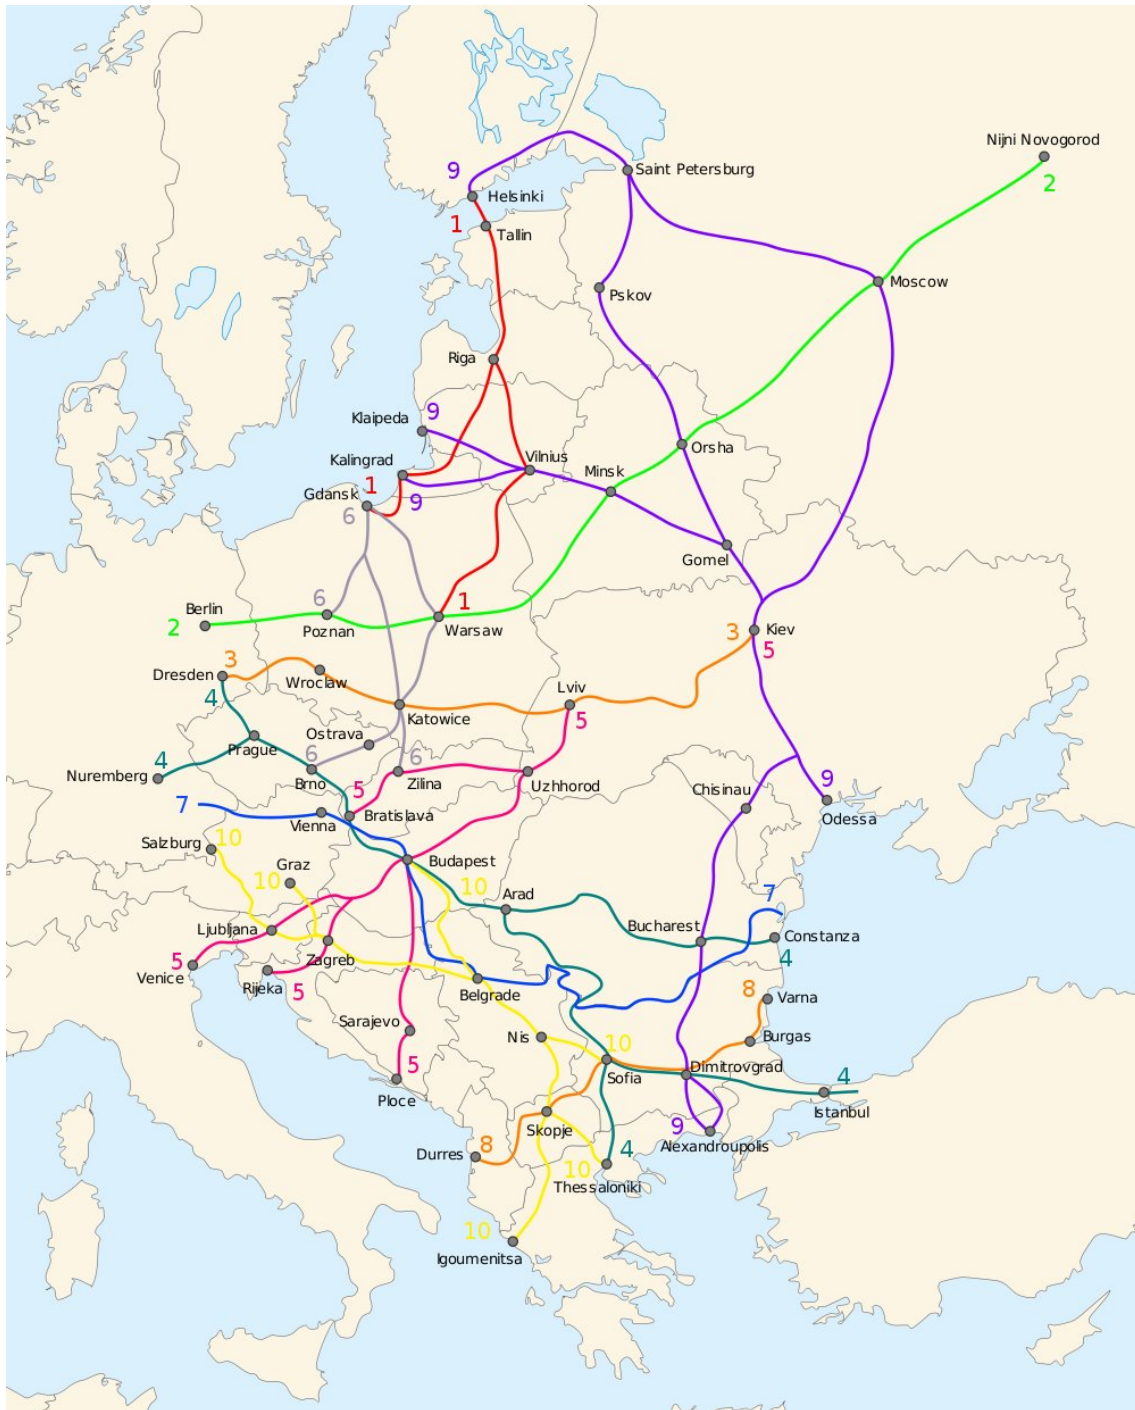 Nijni Novogorod
2
9
Saint Petersburg
Helsinki
1
Tallin
Moscow
Pskov
Riga
Klaipeda
9
Orsha
Kalingrad
Vilnius
Minsk
1
Gdansk
9
6
Gomel
Berlin
6
1
2
Poznan
Warsaw
3
Kiev
5
3
Dresden
Wroclaw
4
Lviv
Katowice
5
Ostrava
Prague
4
6
6
Nuremberg
Brno
Zilina
Uzhhorod
9
5
Chisinau
7
Vienna
Bratislava
Odessa
Salzburg
10
Graz
Budapest
10
10
Arad
7
Ljubljana
Bucharest
Constanza
Zagreb
4
5
Venice
Rijeka
5
Belgrade
8
Varna
Sarajevo
Nis
10
Burgas
5
Sofia
Dimitrovgrad
4
Ploce
Istanbul
Skopje
9
8
4
Alexandroupolis
Durres
10
Thessaloniki
10
Igoumenitsa